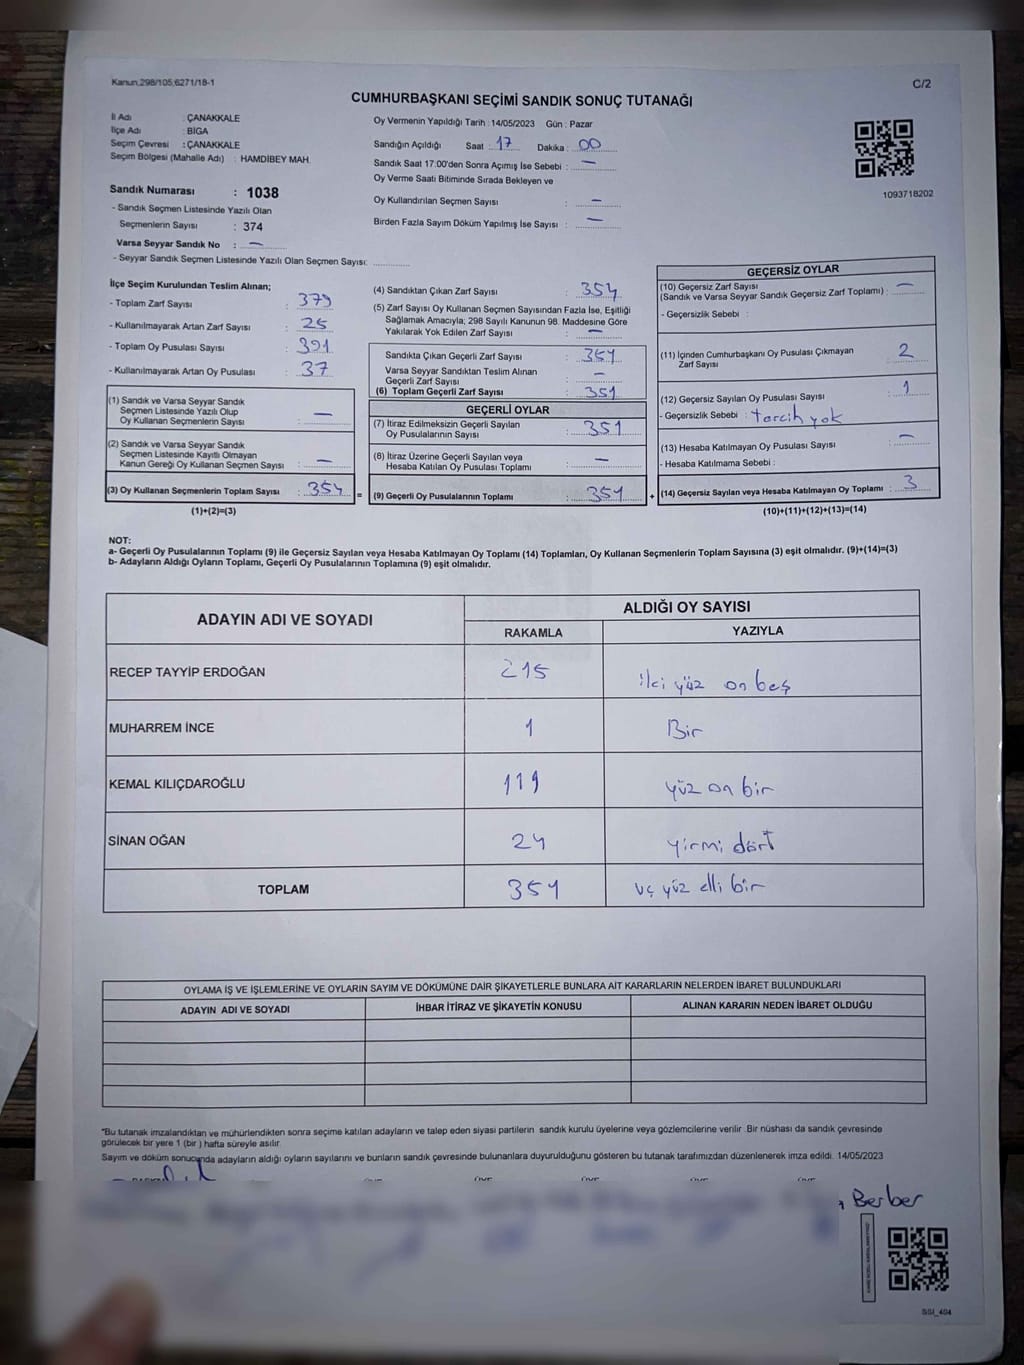 Kanun.298/105;6271/18-1
C/2
CUMHURBAŞKANI SEÇİMİ SANDIK SONUÇ TUTANAĞI
İl Adı : ÇANAKKALE
İlçe Adı : BİGA
Seçim Çevresi : ÇANAKKALE
Seçim Bölgesi (Mahalle Adı) : HAMDİBEY MAH.
Sandık Numarası : 1038
- Sandık Seçmen Listesinde Yazılı Olan
Seçmenlerin Sayısı : 374
Varsa Seyyar Sandık No : —
- Seyyar Sandık Seçmen Listesinde Yazılı Olan Seçmen Sayısı:
Oy Vermenin Yapıldığı Tarih : 14/05/2023 Gün : Pazar
Sandığın Açıldığı Saat : 17 Dakika : 00
Sandık Saat 17.00'den Sonra Açımış İse Sebebi : —
Oy Verme Saati Bitiminde Sırada Bekleyen ve
Oy Kullandırılan Seçmen Sayısı : —
Birden Fazla Sayım Döküm Yapılmış İse Sayısı : —
1093718202
İlçe Seçim Kurulundan Teslim Alınan;
- Toplam Zarf Sayısı : 379
- Kullanılmayarak Artan Zarf Sayısı : 25
- Toplam Oy Pusulası Sayısı : 391
- Kullanılmayarak Artan Oy Pusulası : 37
(1) Sandık ve Varsa Seyyar Sandık
Seçmen Listesinde Yazılı Olup
Oy Kullanan Seçmenlerin Sayısı : —
(2) Sandık ve Varsa Seyyar Sandık
Seçmen Listesinde Kayıtlı Olmayan
Kanun Gereği Oy Kullanan Seçmen Sayısı : —
(3) Oy Kullanan Seçmenlerin Toplam Sayısı : 354
(1)+(2)=(3)
=
(4) Sandıktan Çıkan Zarf Sayısı : 354
(5) Zarf Sayısı Oy Kullanan Seçmen Sayısından Fazla İse, Eşitliği
Sağlamak Amacıyla; 298 Sayılı Kanunun 98. Maddesine Göre
Yakılarak Yok Edilen Zarf Sayısı : —
Sandıkta Çıkan Geçerli Zarf Sayısı : 354
Varsa Seyyar Sandıktan Teslim Alınan
Geçerli Zarf Sayısı : —
(6) Toplam Geçerli Zarf Sayısı : 351
GEÇERLİ OYLAR
(7) İtiraz Edilmeksizin Geçerli Sayılan
Oy Pusulalarının Sayısı : 351
(8) İtiraz Üzerine Geçerli Sayılan veya
Hesaba Katılan Oy Pusulası Toplamı : —
(9) Geçerli Oy Pusulalarının Toplamı : 351
+
GEÇERSİZ OYLAR
(10) Geçersiz Zarf Sayısı
(Sandık ve Varsa Seyyar Sandık Geçersiz Zarf Toplamı) : —
- Geçersizlik Sebebi :
(11) İçinden Cumhurbaşkanı Oy Pusulası Çıkmayan
Zarf Sayısı : 2
(12) Geçersiz Sayılan Oy Pusulası Sayısı : 1
- Geçersizlik Sebebi : tercih yok
(13) Hesaba Katılmayan Oy Pusulası Sayısı : —
- Hesaba Katılmama Sebebi :
(14) Geçersiz Sayılan veya Hesaba Katılmayan Oy Toplamı : 3
(10)+(11)+(12)+(13)=(14)
NOT:
a- Geçerli Oy Pusulalarının Toplamı (9) ile Geçersiz Sayılan veya Hesaba Katılmayan Oy Toplamı (14) Toplamları, Oy Kullanan Seçmenlerin Toplam Sayısına (3) eşit olmalıdır. (9)+(14)=(3)
b- Adayların Aldığı Oyların Toplamı, Geçerli Oy Pusulalarının Toplamına (9) eşit olmalıdır.
ADAYIN ADI VE SOYADI
ALDIĞI OY SAYISI
RAKAMLA YAZIYLA
RECEP TAYYİP ERDOĞAN 215 iki yüz on beş
MUHARREM İNCE 1 Bir
KEMAL KILIÇDAROĞLU 111 yüz on bir
SİNAN OĞAN 24 yirmi dört
TOPLAM 351 üç yüz elli bir
OYLAMA İŞ VE İŞLEMLERİNE VE OYLARIN SAYIM VE DÖKÜMÜNE DAİR ŞİKAYETLERLE BUNLARA AİT KARARLARIN NELERDEN İBARET BULUNDUKLARI
ADAYIN ADI VE SOYADI İHBAR İTİRAZ VE ŞİKAYETİN KONUSU ALINAN KARARIN NEDEN İBARET OLDUĞU
*Bu tutanak imzalandıktan ve mühürlendikten sonra seçime katılan adayların ve talep eden siyasi partilerin sandık kurulu üyelerine veya gözlemcilerine verilir .Bir nüshası da sandık çevresinde
görülecek bir yere 1 (bir ) hafta süreyle asılır.
Sayım ve döküm sonucunda adayların aldığı oyların sayılarını ve bunların sandık çevresinde bulunanlara duyurulduğunu gösteren bu tutanak tarafımızdan düzenlenerek imza edildi. 14/05/2023
Berber
SSI_404